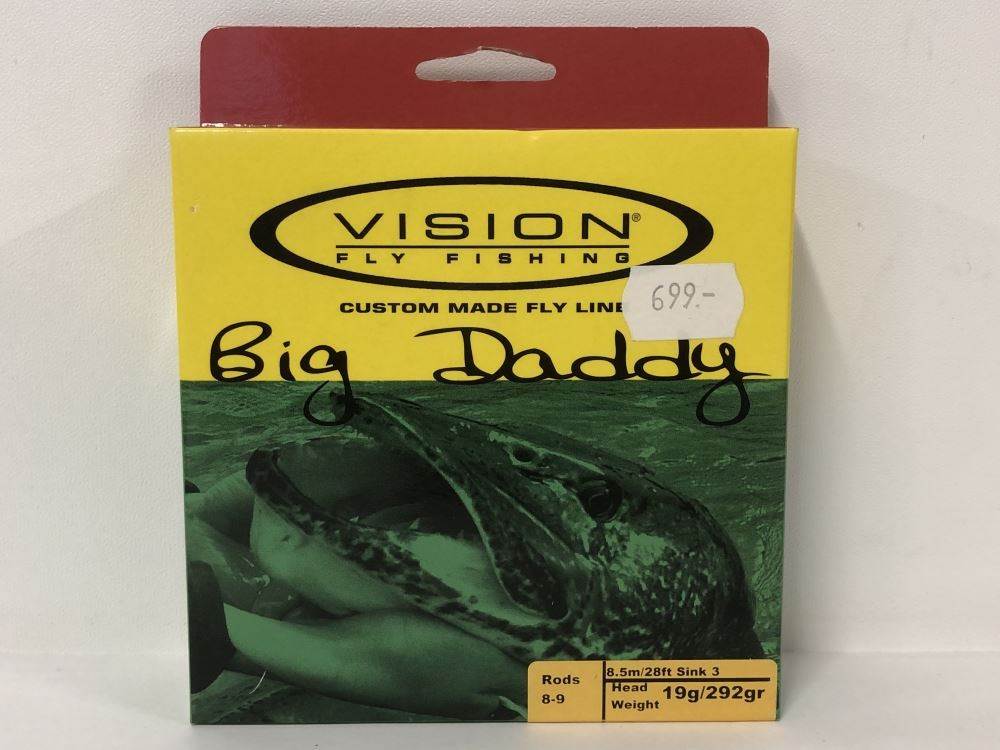 VISION®
FLY FISHING
CUSTOM MADE FLY LINE
699.-
Big Daddy
Rods
8-9
8.5m/28ft Sink 3
Head
Weight
19g/292gr